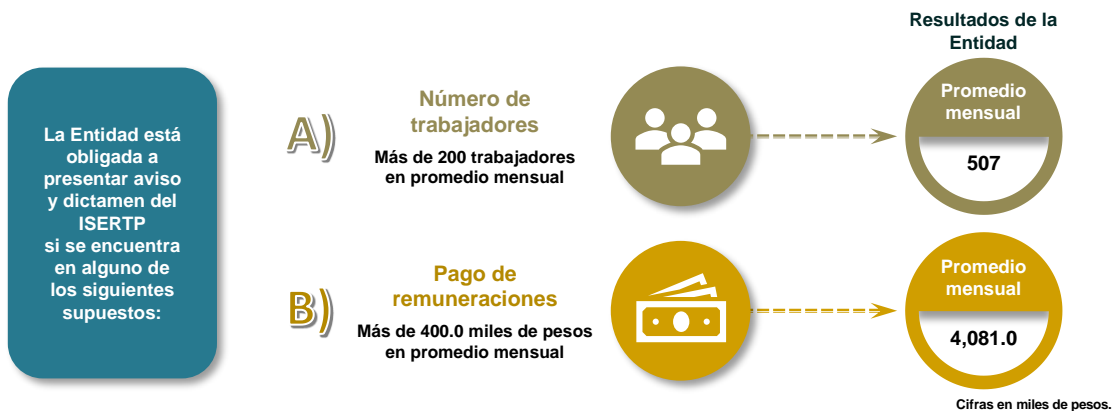 La Entidad está
obligada a
presentar aviso
y dictamen del
ISERTP
si se encuentra
en alguno de
los siguientes
supuestos:
A)
Número de
trabajadores
Más de 200 trabajadores
en promedio mensual
Resultados de la
Entidad
Promedio
mensual
507
B)
Pago de
remuneraciones
Más de 400.0 miles de pesos
en promedio mensual
Promedio
mensual
4,081.0
Cifras en miles de pesos.